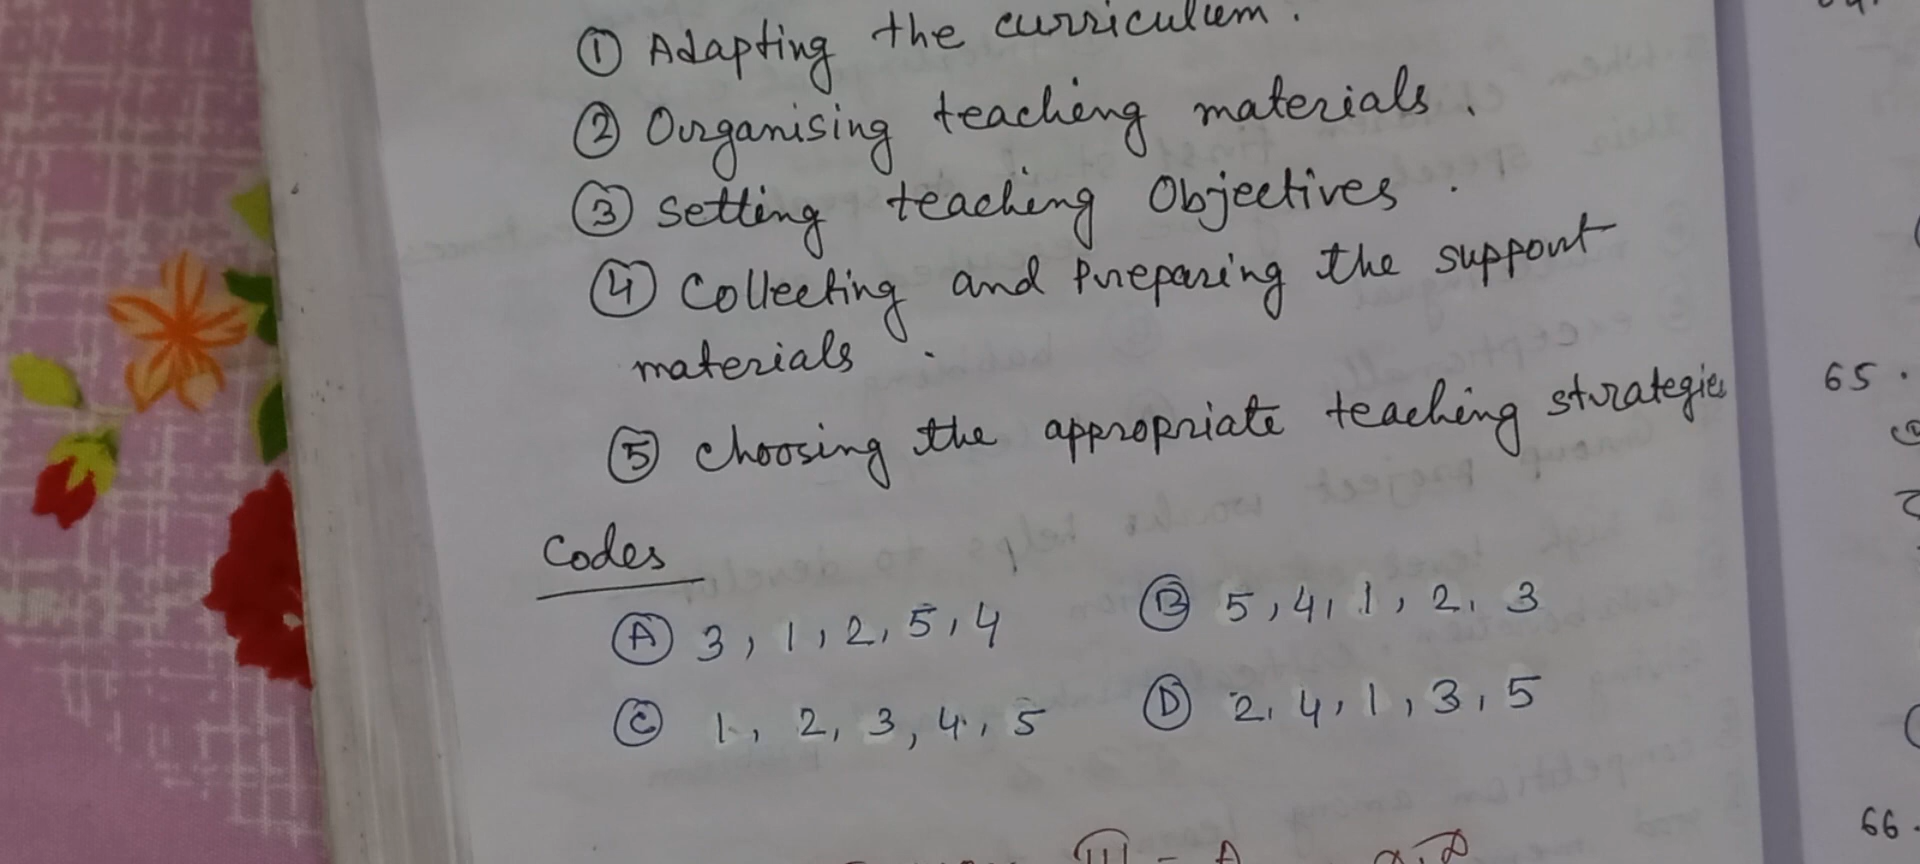 ① Adapting the curriculum.
② Organising teaching materials.
③ Setting teaching Objectives.
④ Collecting and Preparing the support
materials.
⑤ Choosing the appropriate teaching strategies
Codes
Ⓐ 3, 1, 2, 5, 4 Ⓑ 5, 4, 1, 2, 3
Ⓒ 1, 2, 3, 4, 5 Ⓓ 2, 4, 1, 3, 5
65.
66.